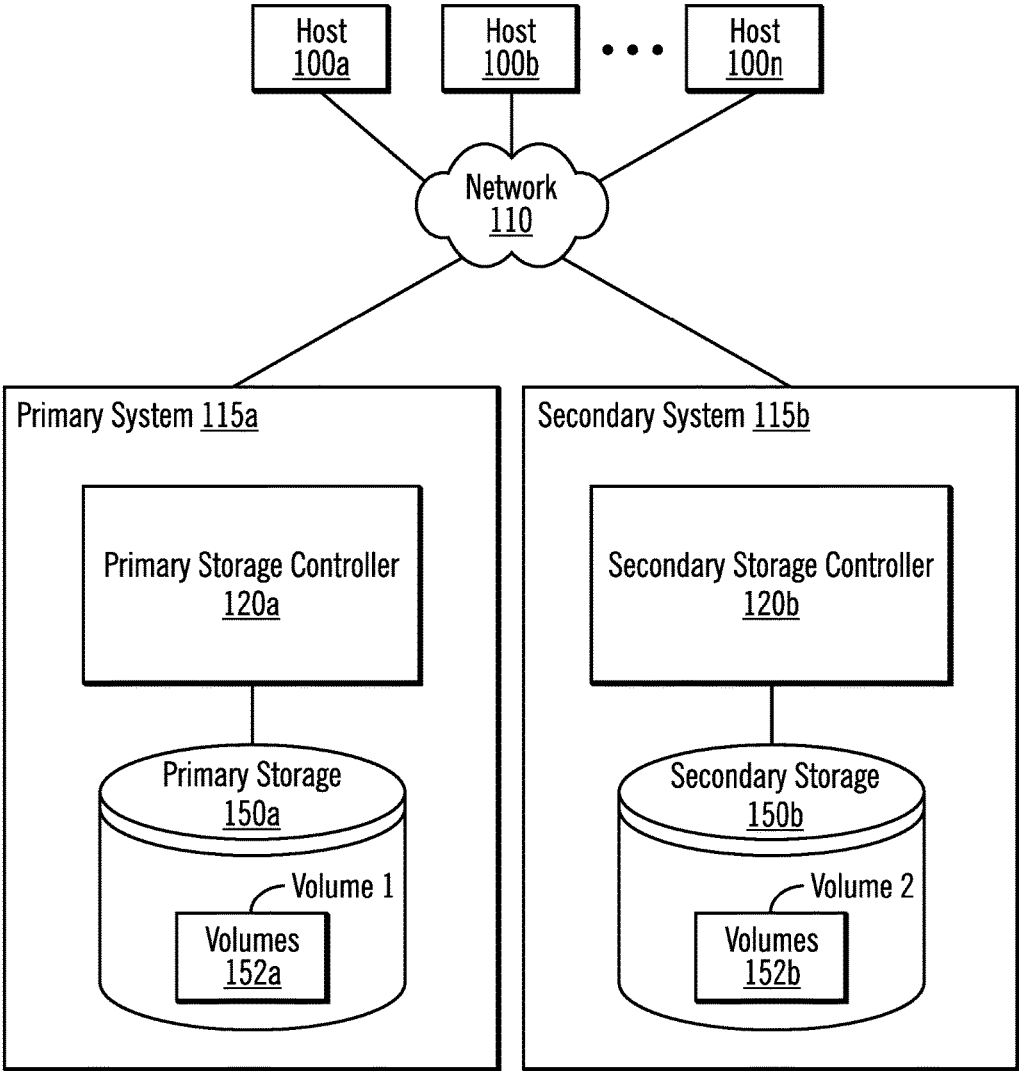 Host
100a
Host
100b
Host
100n
Network
110
Primary System 115a
Primary Storage Controller
120a
Primary Storage
150a
Volume 1
Volumes
152a
Secondary System 115b
Secondary Storage Controller
120b
Secondary Storage
150b
Volume 2
Volumes
152b